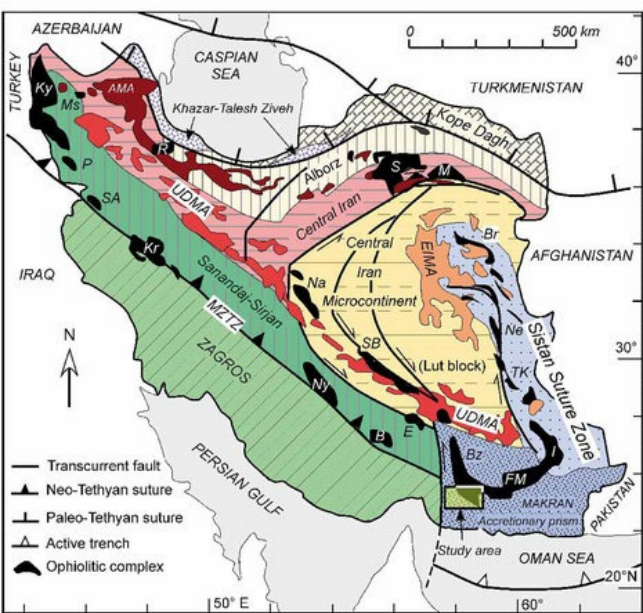 AZERBAIJAN
0 500 km
40°
CASPIAN
SEA
TURKEY
TURKMENISTAN
Ky
AMA
Ms
Khazar-Talesh Ziveh
Kope Dagh
R
S
M
Alborz
P
UDMA
Central Iran
SA
Central
Br
AFGHANISTAN
EIMA
Kr
Iran
IRAQ
Sanandaj-Sirjan
Na
Microcontinent
Ne
MZTZ
N
SB
30°
ZAGROS
(Lut block)
Sistan Suture Zone
TK
Ny
UDMA
B
E
Bz
I
PERSIAN GULF
FM
MAKRAN
Accretionary prism
PAKISTAN
Study area
OMAN SEA
Transcurrent fault
Neo-Tethyan suture
Paleo-Tethyan suture
Active trench
Ophiolitic complex
20°N
50° E
60°